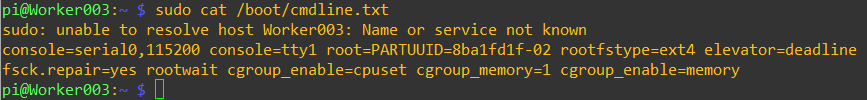 pi@Worker003:~ $ sudo cat /boot/cmdline.txt
sudo: unable to resolve host Worker003: Name or service not known
console=serial0,115200 console=tty1 root=PARTUUID=8ba1fd1f-02 rootfstype=ext4 elevator=deadline
fsck.repair=yes rootwait cgroup_enable=cpuset cgroup_memory=1 cgroup_enable=memory
pi@Worker003:~ $